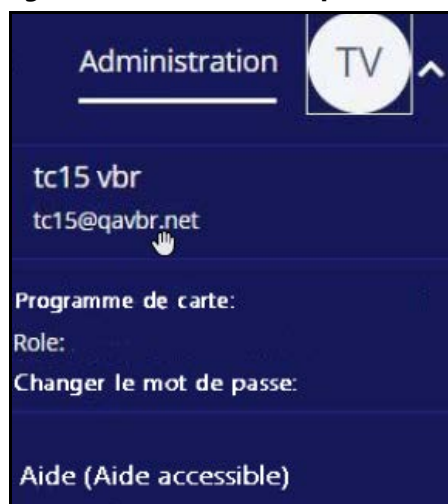 Administration TV
tc15 vbr
tc15@qavbr.net
Programme de carte:
Role:
Changer le mot de passe:
Aide (Aide accessible)